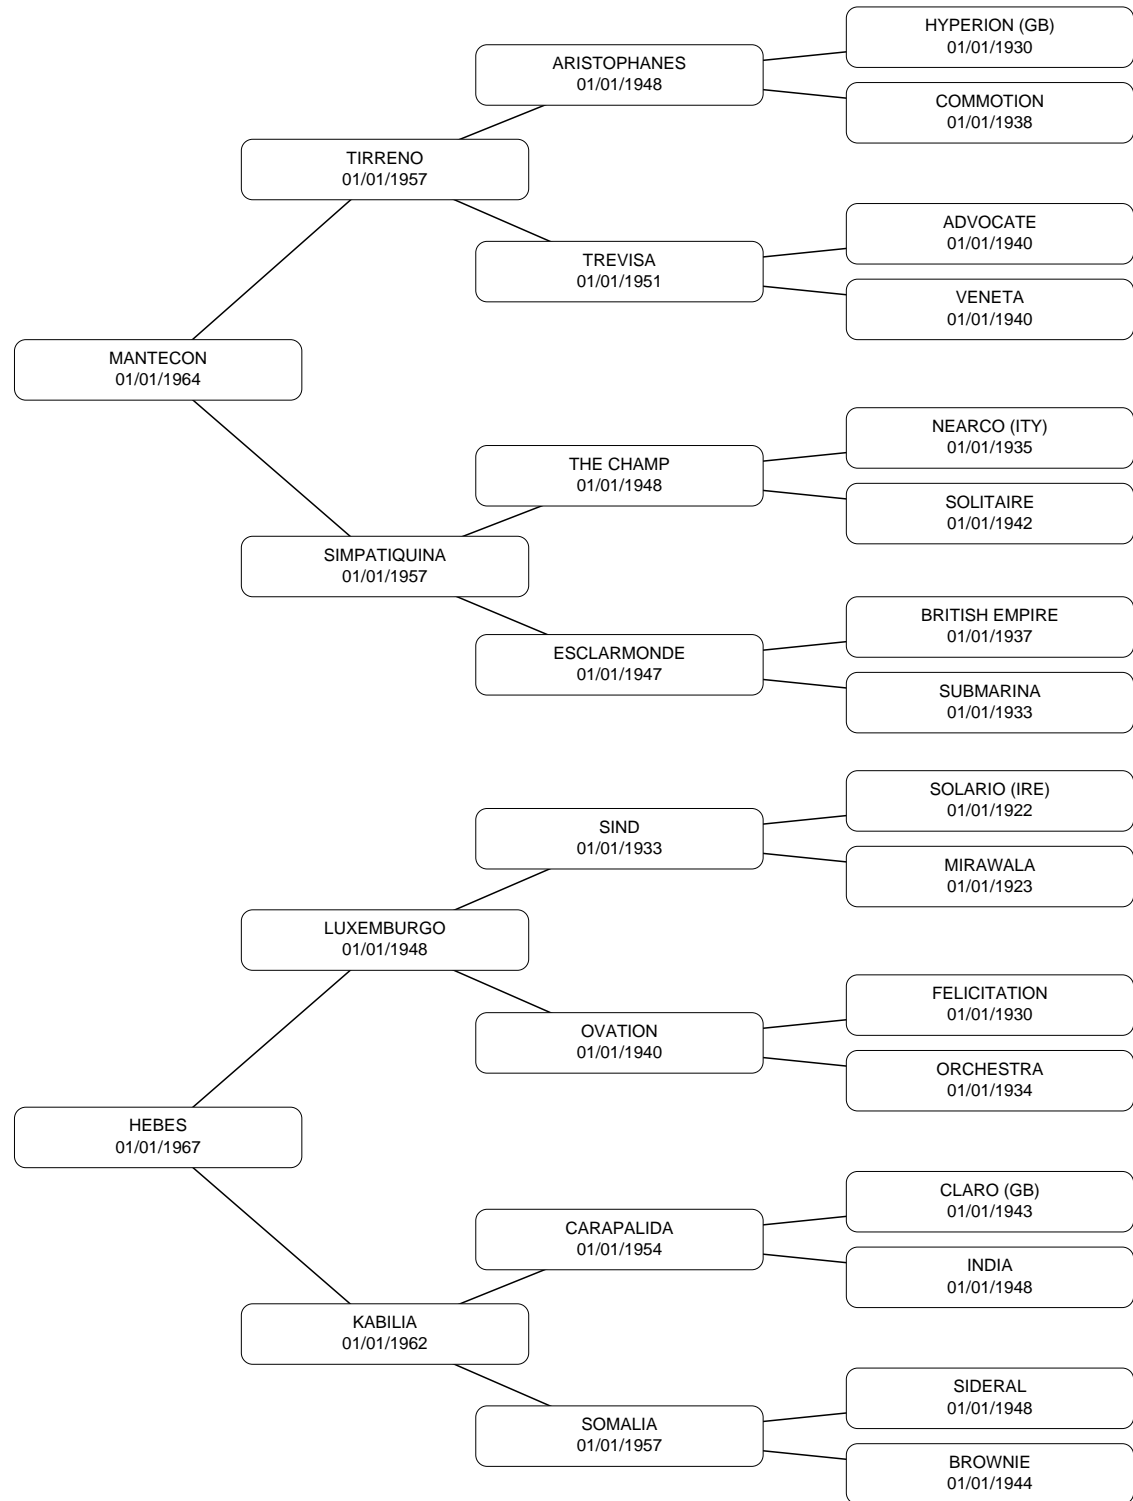 HYPERION (GB)
01/01/1930
ARISTOPHANES
01/01/1948
COMMOTION
01/01/1938
TIRRENO
01/01/1957
ADVOCATE
01/01/1940
TREVISA
01/01/1951
VENETA
01/01/1940
MANTECON
01/01/1964
NEARCO (ITY)
01/01/1935
THE CHAMP
01/01/1948
SOLITAIRE
01/01/1942
SIMPATIQUINA
01/01/1957
BRITISH EMPIRE
01/01/1937
ESCLARMONDE
01/01/1947
SUBMARINA
01/01/1933
SOLARIO (IRE)
01/01/1922
SIND
01/01/1933
MIRAWALA
01/01/1923
LUXEMBURGO
01/01/1948
FELICITATION
01/01/1930
OVATION
01/01/1940
ORCHESTRA
01/01/1934
HEBES
01/01/1967
CLARO (GB)
01/01/1943
CARAPALIDA
01/01/1954
INDIA
01/01/1948
KABILIA
01/01/1962
SIDERAL
01/01/1948
SOMALIA
01/01/1957
BROWNIE
01/01/1944